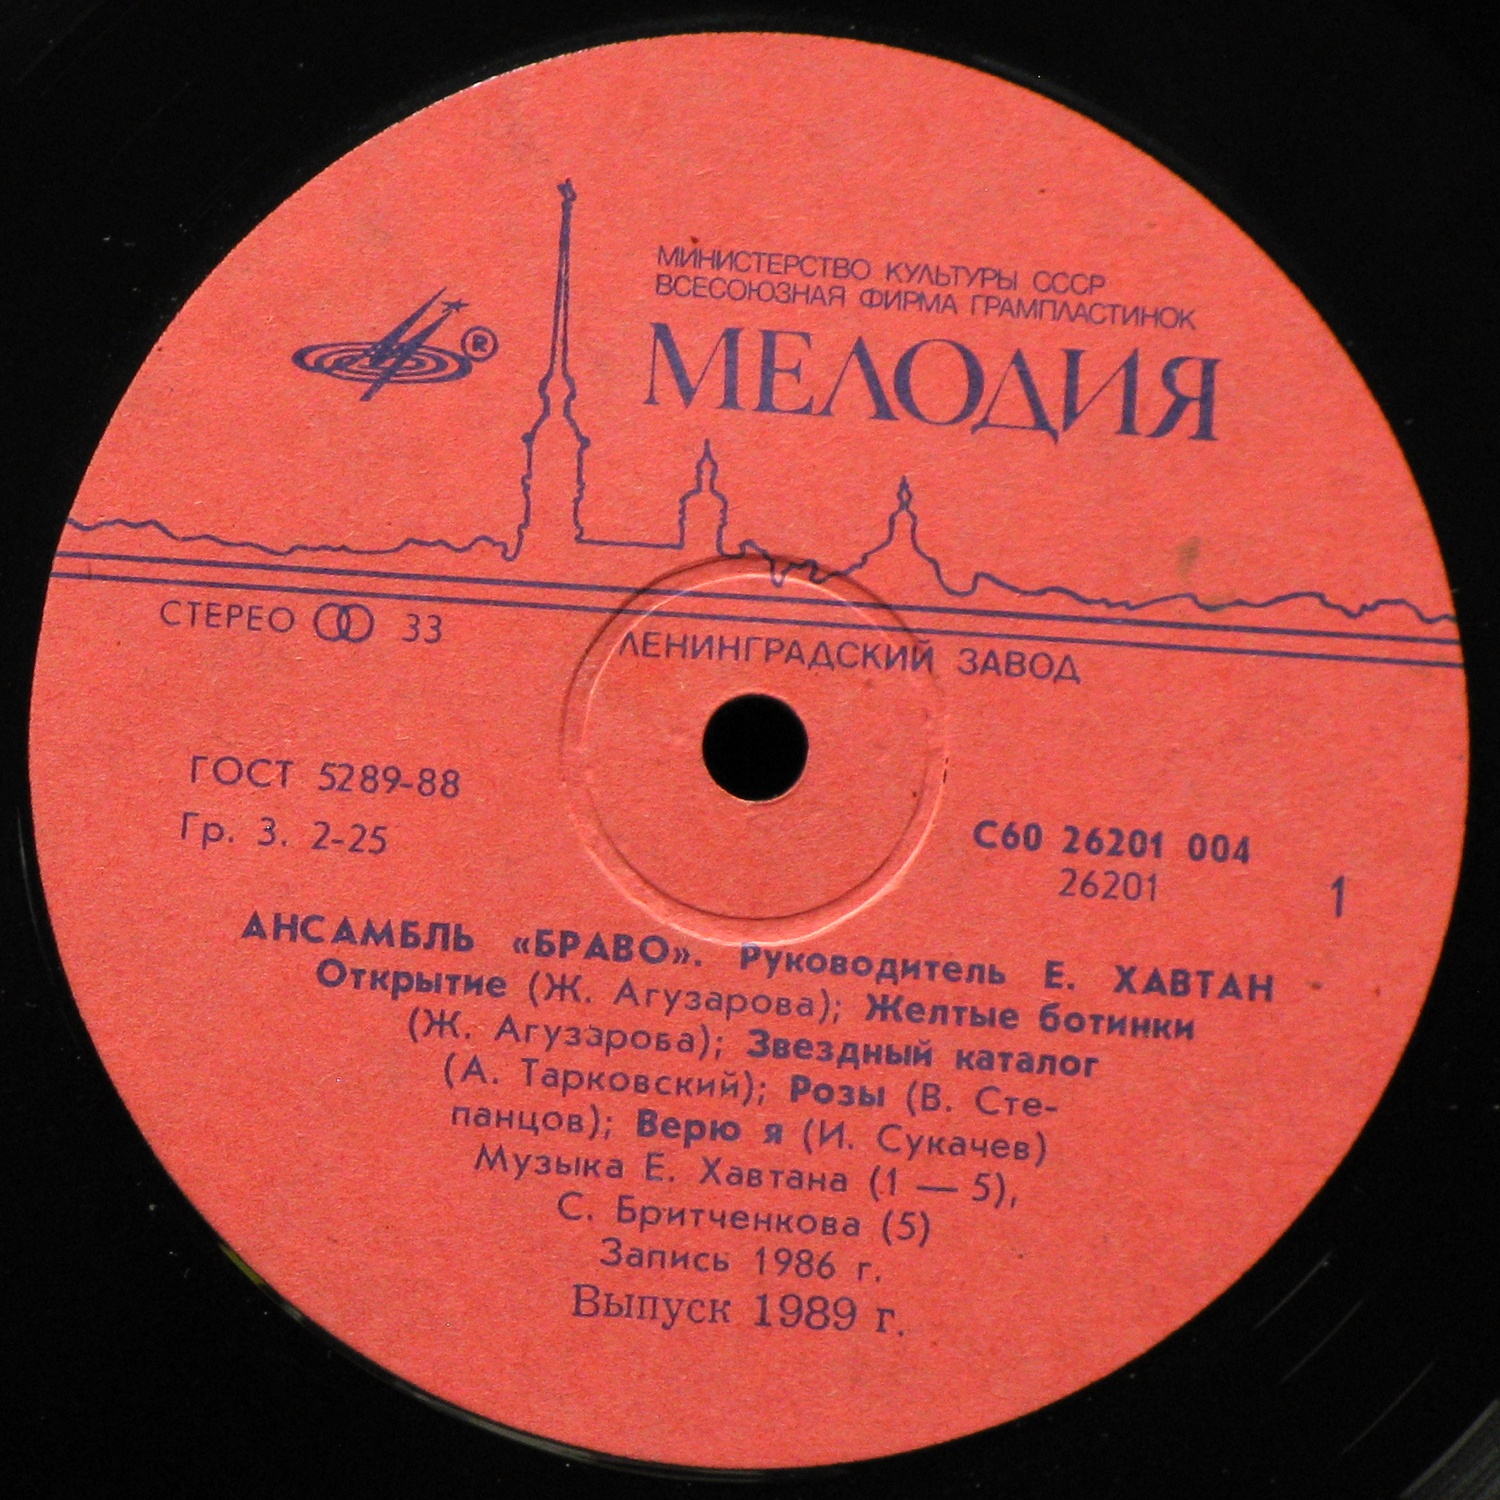 МИНИСТЕРСТВО КУЛЬТУРЫ СССР
ВСЕСОЮЗНАЯ ФИРМА ГРАМПЛАСТИНОК
МЕЛОДИЯ
®
СТЕРЕО 33
ЛЕНИНГРАДСКИЙ ЗАВОД
ГОСТ 5289-88
Гр. 3. 2-25
С60 26201 004
26201
1
АНСАМБЛЬ «БРАВО». Руководитель Е. ХАВТАН
Открытие (Ж. Агузарова); Желтые ботинки
(Ж. Агузарова); Звездный каталог
(А. Тарковский); Розы (В. Сте-
панцов); Верю я (И. Сукачев)
Музыка Е. Хавтана (1 — 5),
С. Бритченкова (5)
Запись 1986 г.
Выпуск 1989 г.